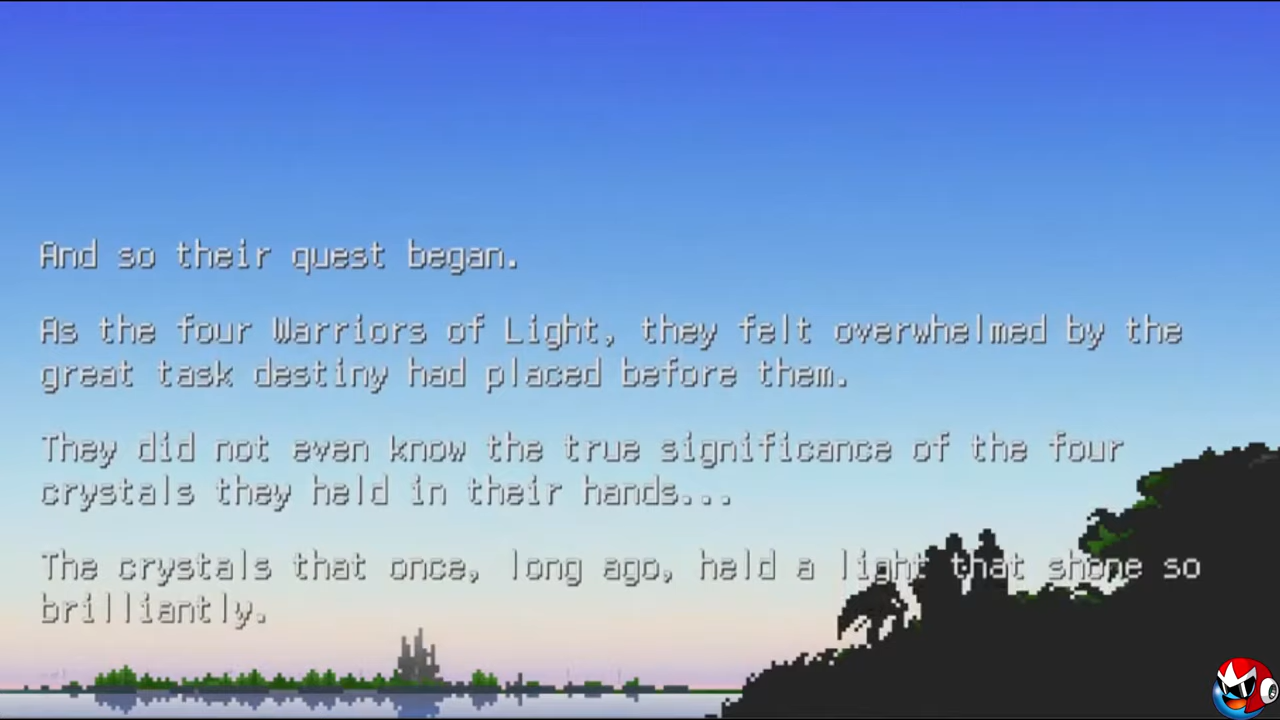 And so their quest began.
As the four Warriors of Light, they felt overwhelmed by the
great task destiny had placed before them.
They did not even know the true significance of the four
crystals they held in their hands...
The crystals that once, long ago, held a light that shone so
brilliantly.